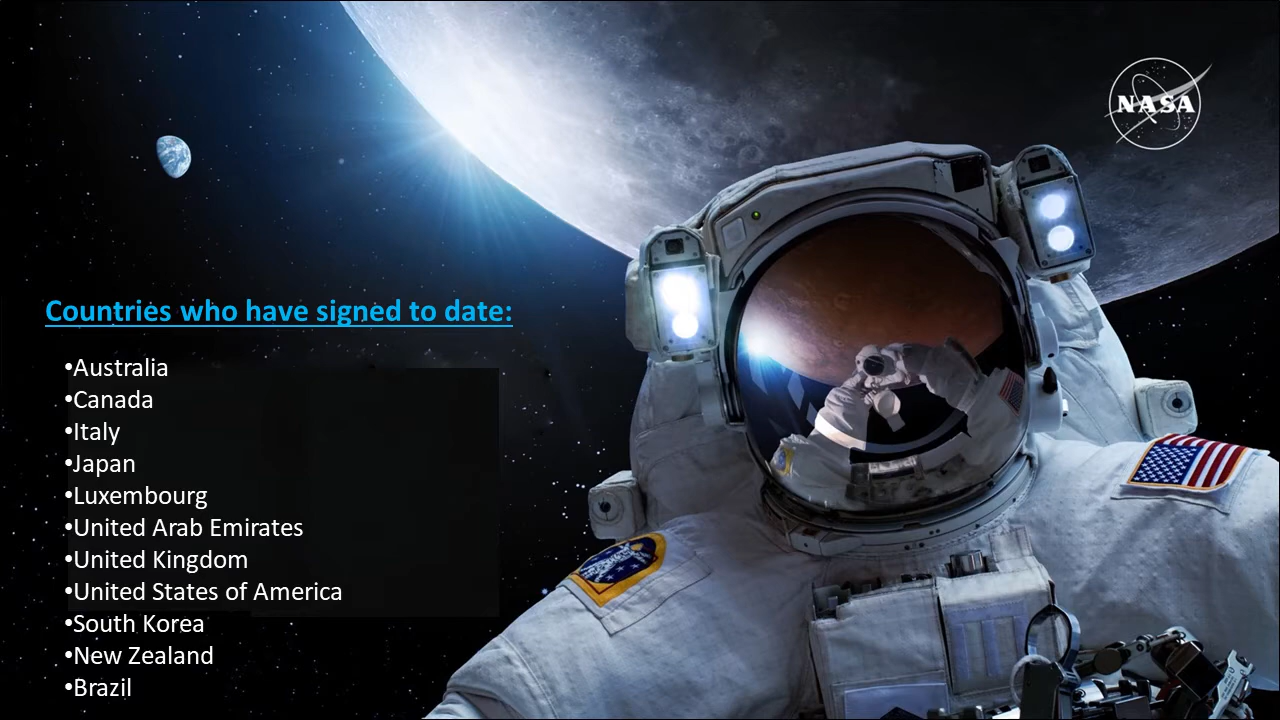 NASA
Countries who have signed to date:
•Australia
•Canada
•Italy
•Japan
•Luxembourg
•United Arab Emirates
•United Kingdom
•United States of America
•South Korea
•New Zealand
•Brazil